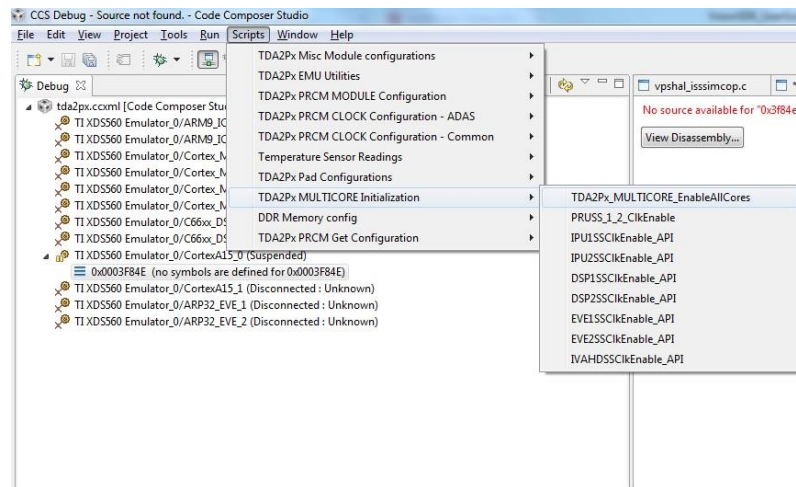 CCS Debug - Source not found. - Code Composer Studio
File Edit View Project Tools Run Scripts Window Help
Debug
tda2px.ccxml [Code Composer Stu
TI XDS560 Emulator_0/ARM9_IC
TI XDS560 Emulator_0/ARM9_IC
TI XDS560 Emulator_0/Cortex_M
TI XDS560 Emulator_0/Cortex_M
TI XDS560 Emulator_0/Cortex_M
TI XDS560 Emulator_0/Cortex_M
TI XDS560 Emulator_0/C66xx_DS
TI XDS560 Emulator_0/C66xx_DS
TI XDS560 Emulator_0/CortexA15_0 (Suspended)
0x0003F84E (no symbols are defined for 0x0003F84E)
TI XDS560 Emulator_0/CortexA15_1 (Disconnected : Unknown)
TI XDS560 Emulator_0/ARP32_EVE_1 (Disconnected : Unknown)
TI XDS560 Emulator_0/ARP32_EVE_2 (Disconnected : Unknown)
TDA2Px Misc Module configurations
TDA2Px EMU Utilities
TDA2Px PRCM MODULE Configuration
TDA2Px PRCM CLOCK Configuration - ADAS
TDA2Px PRCM CLOCK Configuration - Common
Temperature Sensor Readings
TDA2Px Pad Configurations
TDA2Px MULTICORE Initialization
DDR Memory config
TDA2Px PRCM Get Configuration
TDA2Px_MULTICORE_EnableAllCores
PRUSS_1_2_ClkEnable
IPU1SSClkEnable_API
IPU2SSClkEnable_API
DSP1SSClkEnable_API
DSP2SSClkEnable_API
EVE1SSClkEnable_API
EVE2SSClkEnable_API
IVAHDSSClkEnable_API
vpshal_isssimcop.c
No source available for "0x3f84e
View Disassembly...